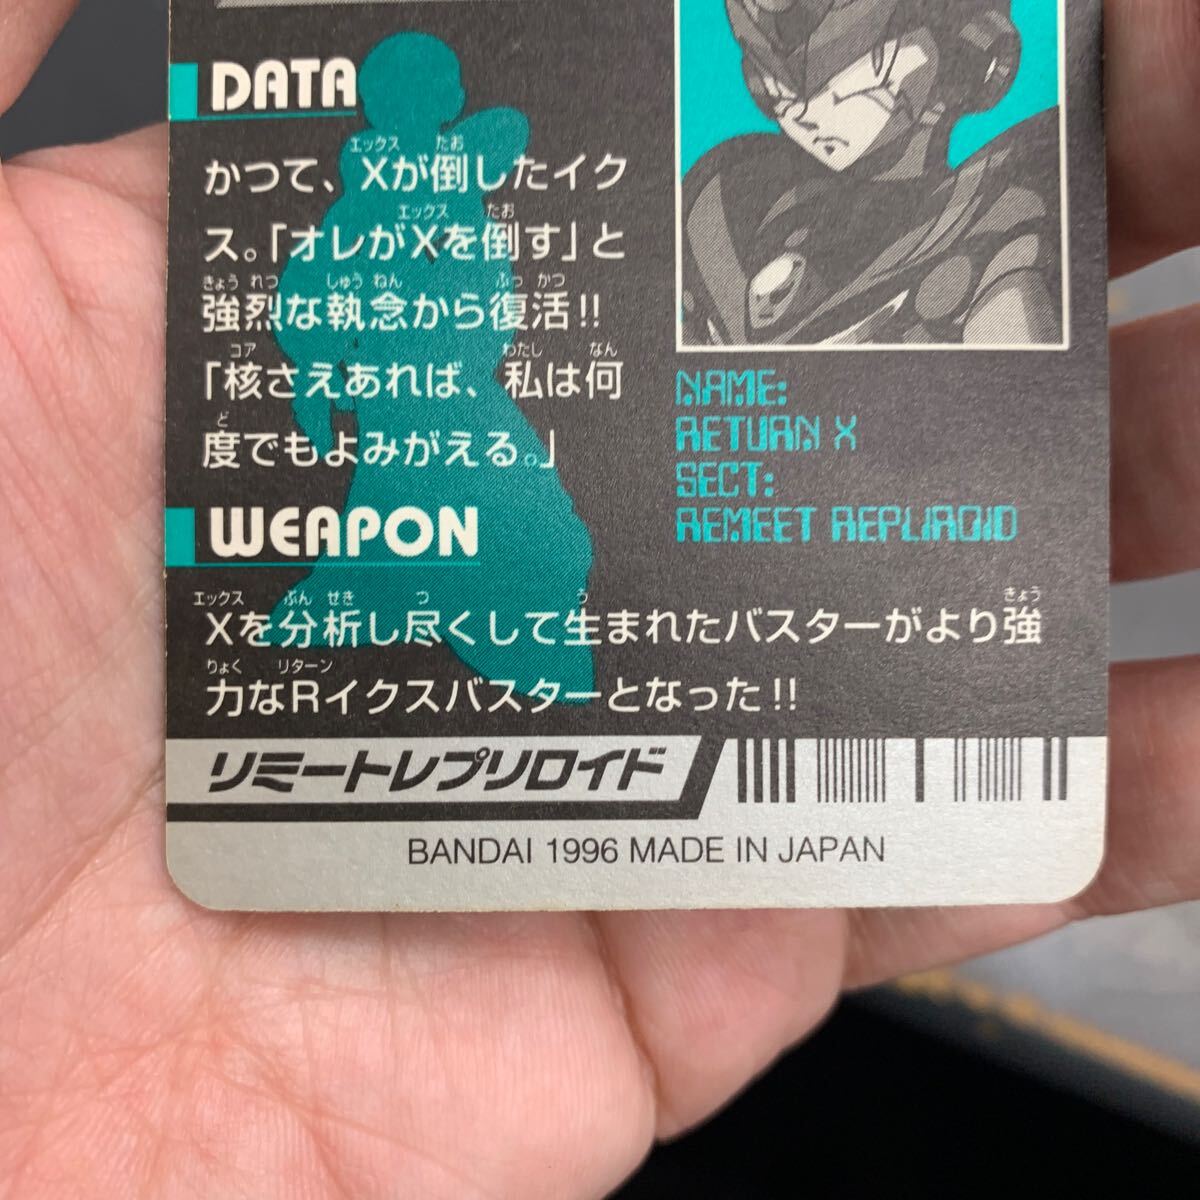 DATA
かつて、Xが倒したイク
ス。「オレがXを倒す」と
強烈な執念から復活!!
「核さえあれば、私は何
度でもよみがえる。」
NAME:
RETURN X
SECT:
REMEET REPLIROID
WEAPON
Xを分析し尽くして生まれたバスターがより強
力なRイクスバスターとなった!!
リミートレプリロイド
BANDAI 1996 MADE IN JAPAN